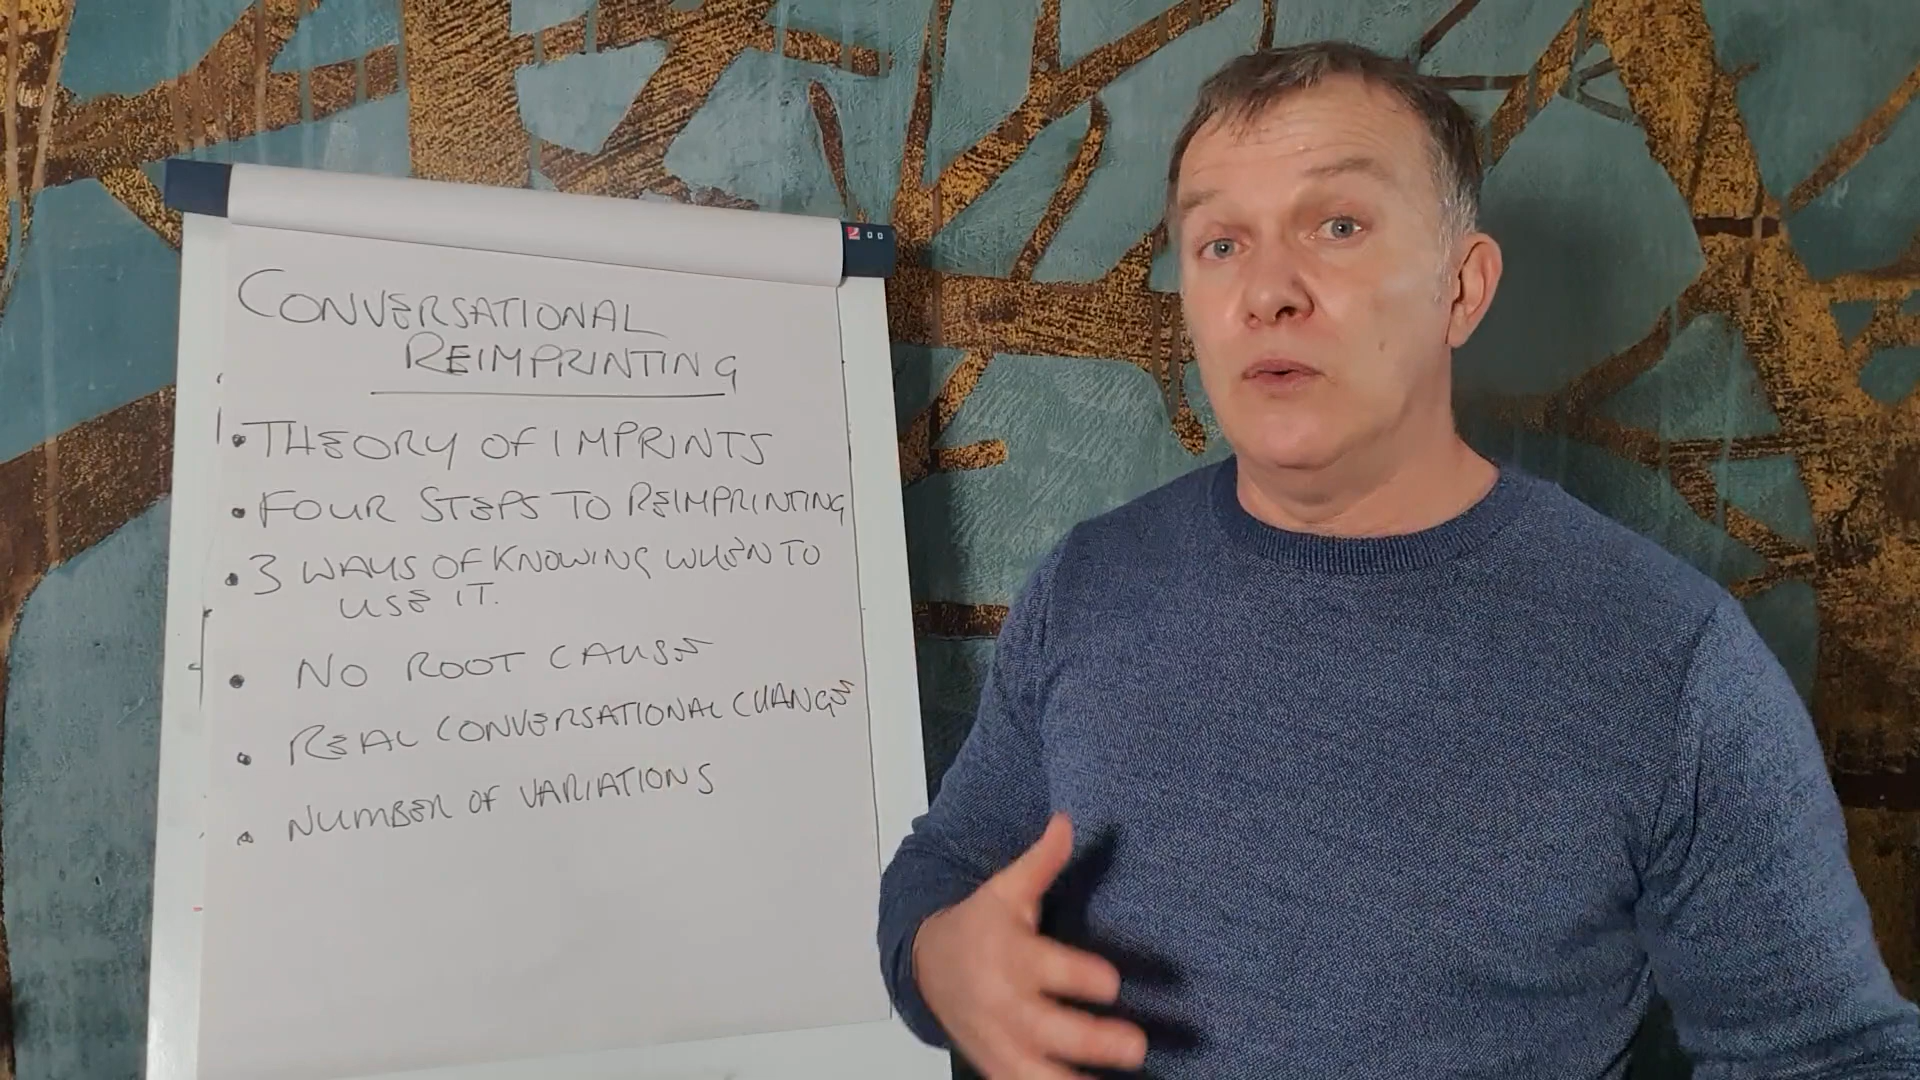 CONVERSATIONAL
REIMPRINTING
• THEORY OF IMPRINTS
• FOUR STEPS TO REIMPRINTING
• 3 WAYS OF KNOWING WHEN TO
USE IT.
• NO ROOT CAUSE
• REAL CONVERSATIONAL CHANGE
• NUMBER OF VARIATIONS